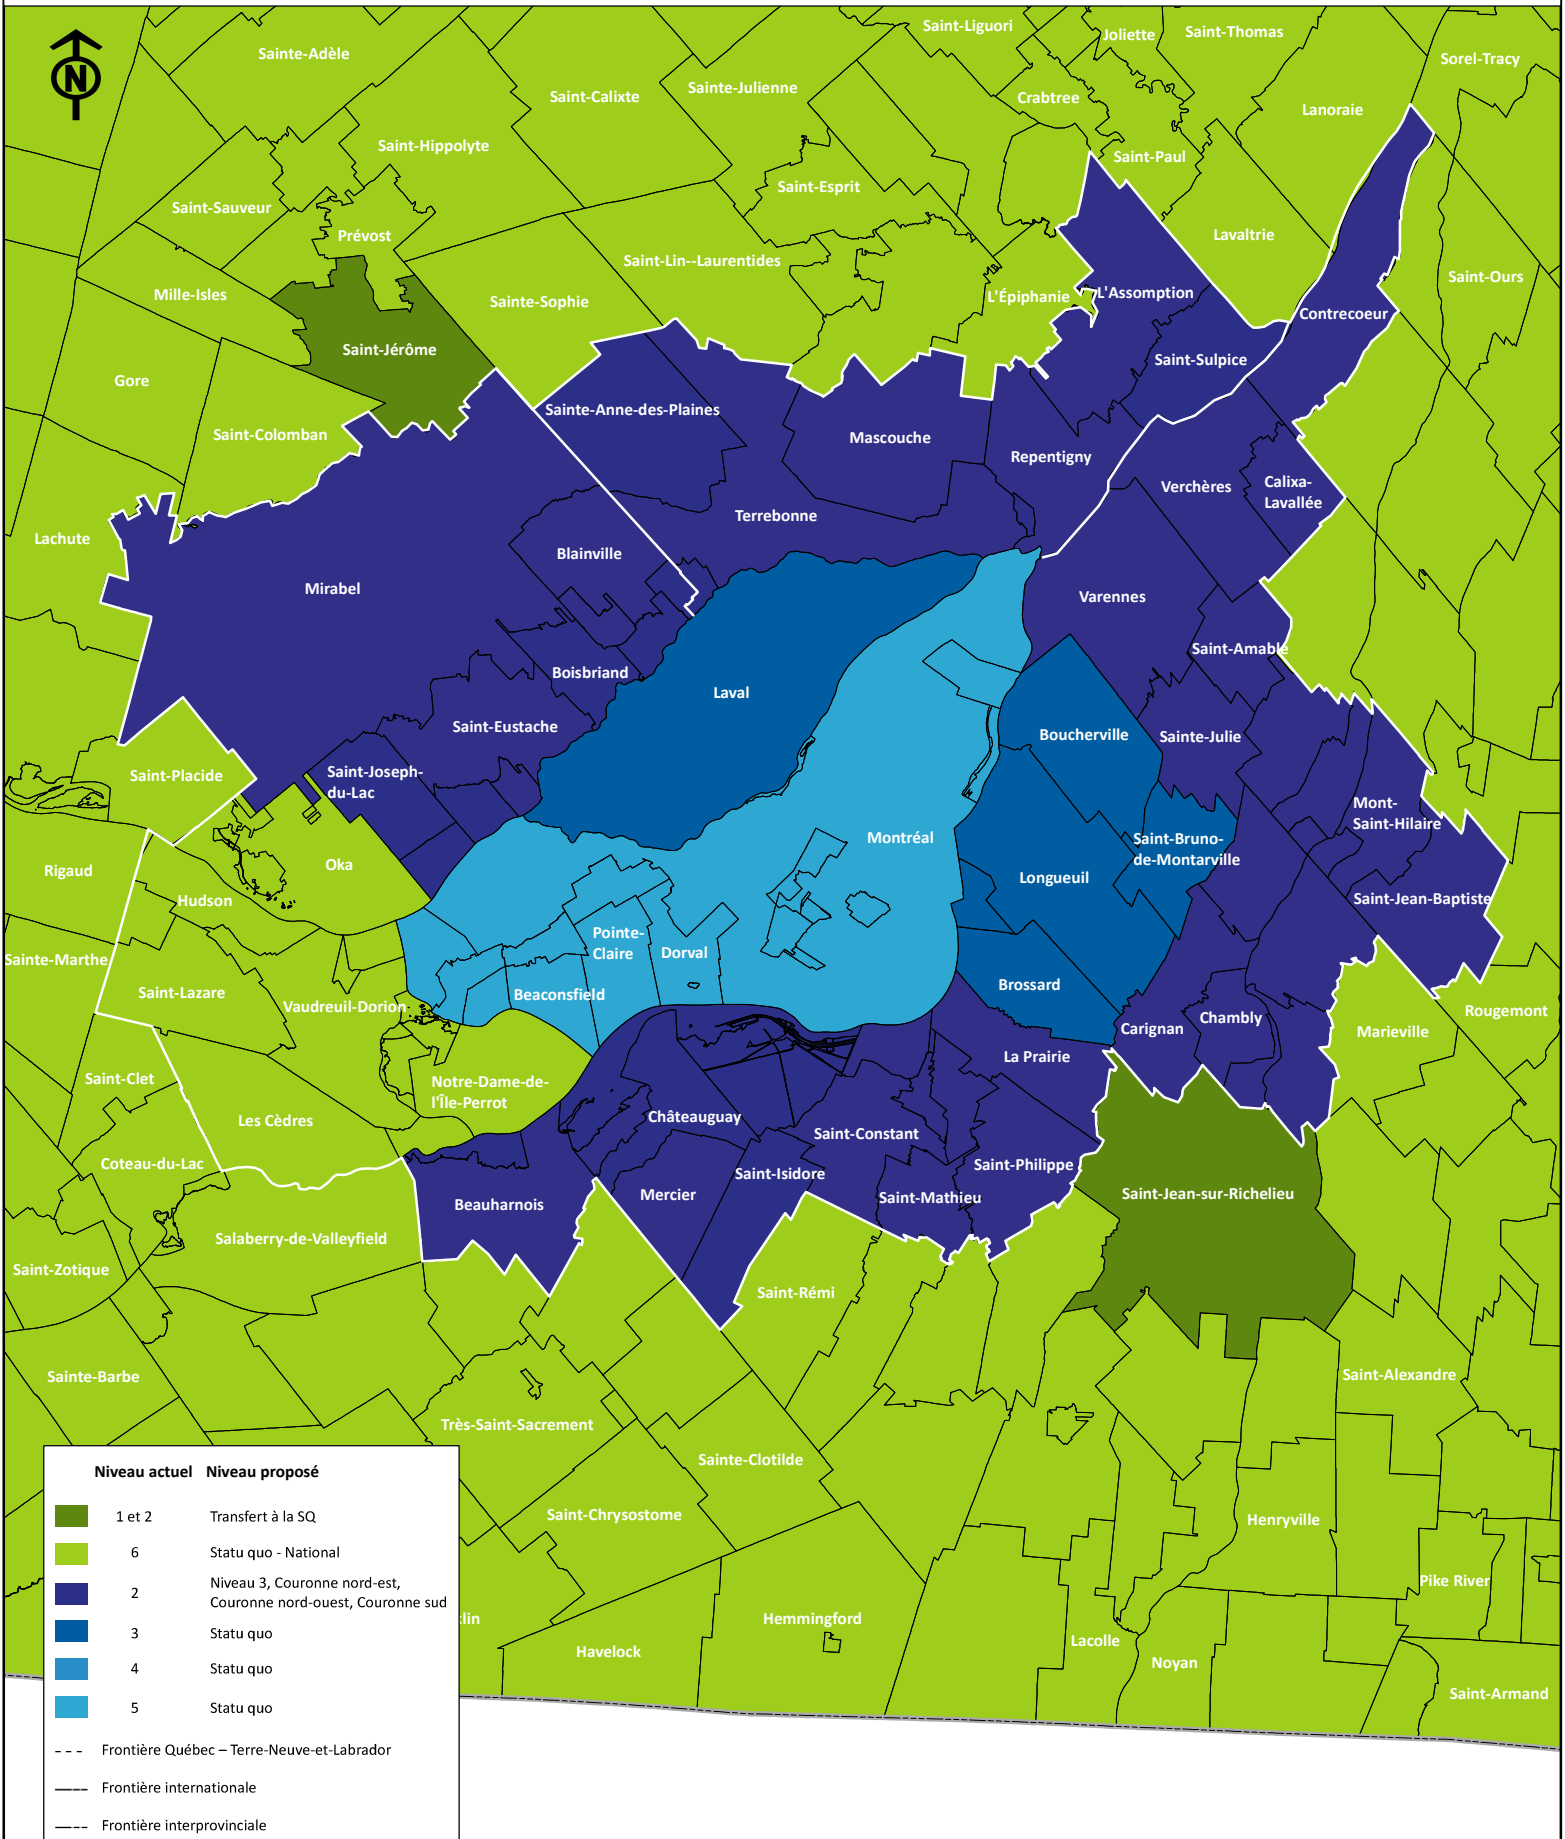 N
Sainte-Adèle
Saint-Liguori
Joliette
Saint-Thomas
Sorel-Tracy
Saint-Calixte
Sainte-Julienne
Crabtree
Lanoraie
Saint-Hippolyte
Saint-Paul
Saint-Esprit
Saint-Sauveur
Prévost
Lavaltrie
Saint-Lin--Laurentides
Saint-Ours
Mille-Isles
Sainte-Sophie
L'Épiphanie
L'Assomption
Contrecoeur
Saint-Jérôme
Saint-Sulpice
Gore
Sainte-Anne-des-Plaines
Saint-Colomban
Mascouche
Repentigny
Verchères
Calixa-
Lavallée
Terrebonne
Lachute
Blainville
Mirabel
Varennes
Saint-Amable
Boisbriand
Laval
Saint-Eustache
Boucherville
Sainte-Julie
Saint-Placide
Saint-Joseph-
du-Lac
Mont-
Saint-Hilaire
Montréal
Saint-Bruno-
de-Montarville
Rigaud
Oka
Longueuil
Hudson
Saint-Jean-Baptiste
Pointe-
Claire
Dorval
Sainte-Marthe
Saint-Lazare
Beaconsfield
Brossard
Vaudreuil-Dorion
Rougemont
Chambly
Carignan
Marieville
La Prairie
Saint-Clet
Notre-Dame-de-
l'Île-Perrot
Les Cèdres
Châteauguay
Saint-Constant
Coteau-du-Lac
Saint-Isidore
Saint-Philippe
Beauharnois
Mercier
Saint-Mathieu
Saint-Jean-sur-Richelieu
Salaberry-de-Valleyfield
Saint-Zotique
Saint-Rémi
Sainte-Barbe
Saint-Alexandre
Très-Saint-Sacrement
Sainte-Clotilde
Saint-Chrysostome
Henryville
Pike River
klin
Hemmingford
Havelock
Lacolle
Noyan
Saint-Armand
Niveau actuel Niveau proposé
1 et 2 Transfert à la SQ
6 Statu quo - National
2 Niveau 3, Couronne nord-est,
Couronne nord-ouest, Couronne sud
3 Statu quo
4 Statu quo
5 Statu quo
Frontière Québec – Terre-Neuve-et-Labrador
Frontière internationale
Frontière interprovinciale